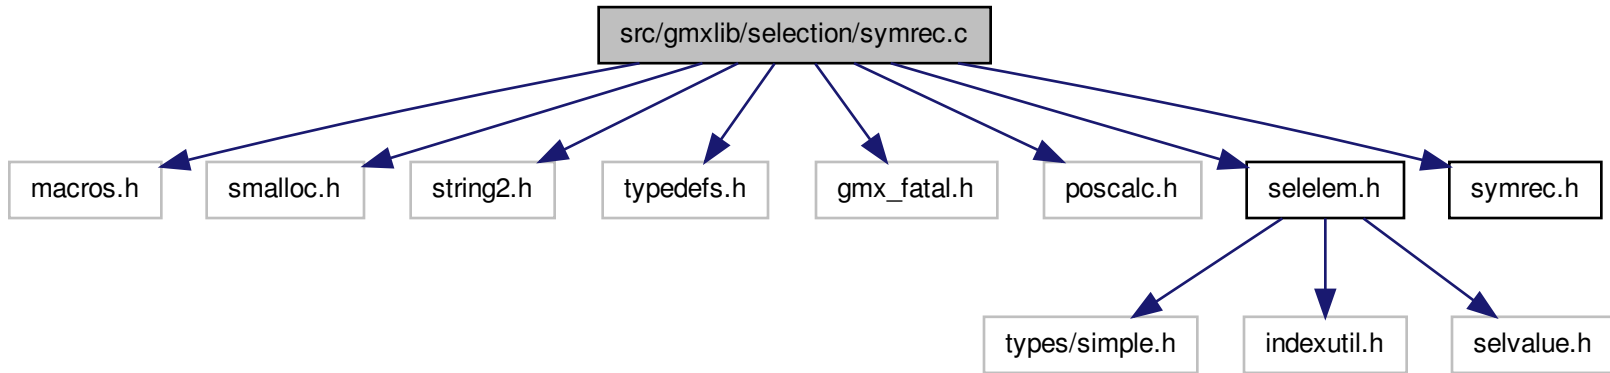 src/gmxlib/selection/symrec.c
macros.h
smalloc.h
string2.h
typedefs.h
gmx_fatal.h
poscalc.h
selelem.h
symrec.h
types/simple.h
indexutil.h
selvalue.h